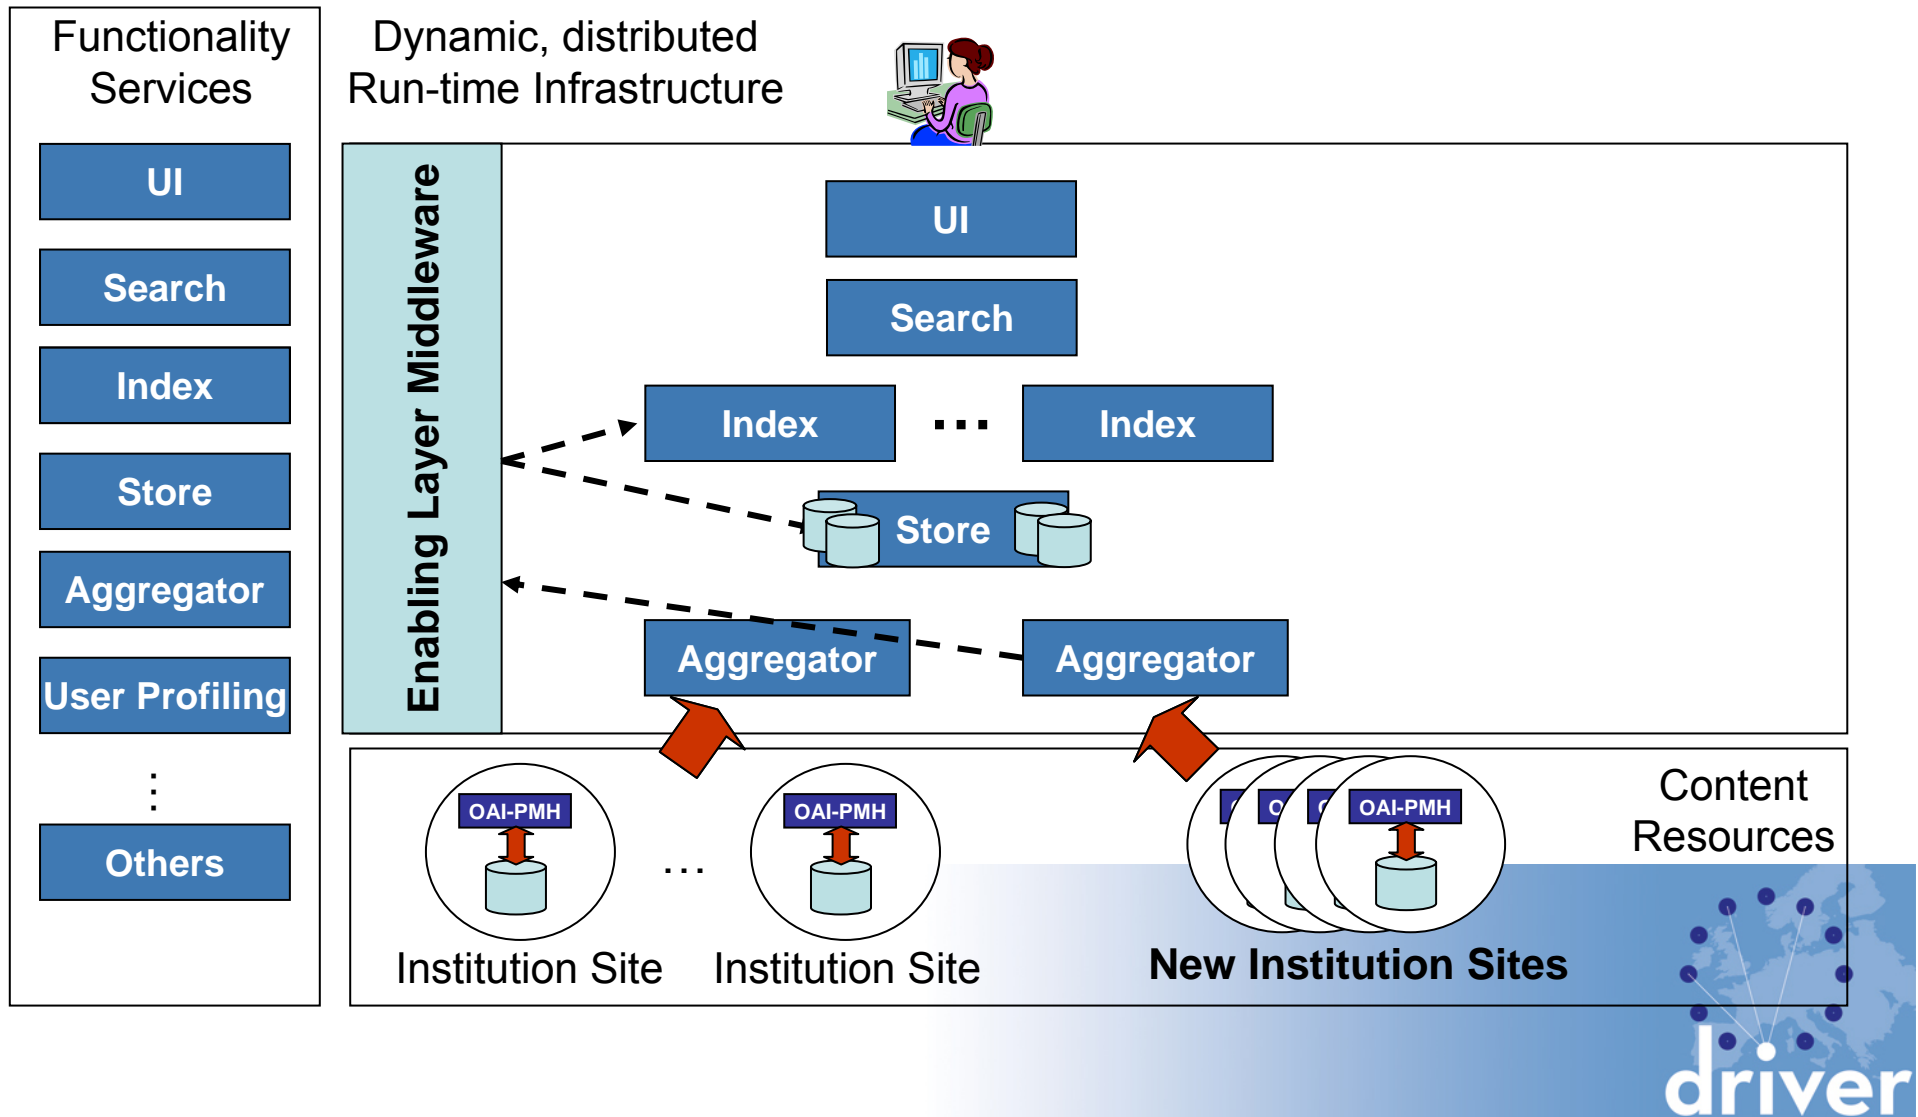 Functionality
Services
UI
Search
Index
Store
Aggregator
User Profiling
...
Others
Dynamic, distributed
Run-time Infrastructure
Enabling Layer Middleware
UI
Search
Index
...
Index
Store
Aggregator
Aggregator
OAI-PMH
...
OAI-PMH
OAI-PMH
Institution Site
Institution Site
New Institution Sites
Content
Resources
driver